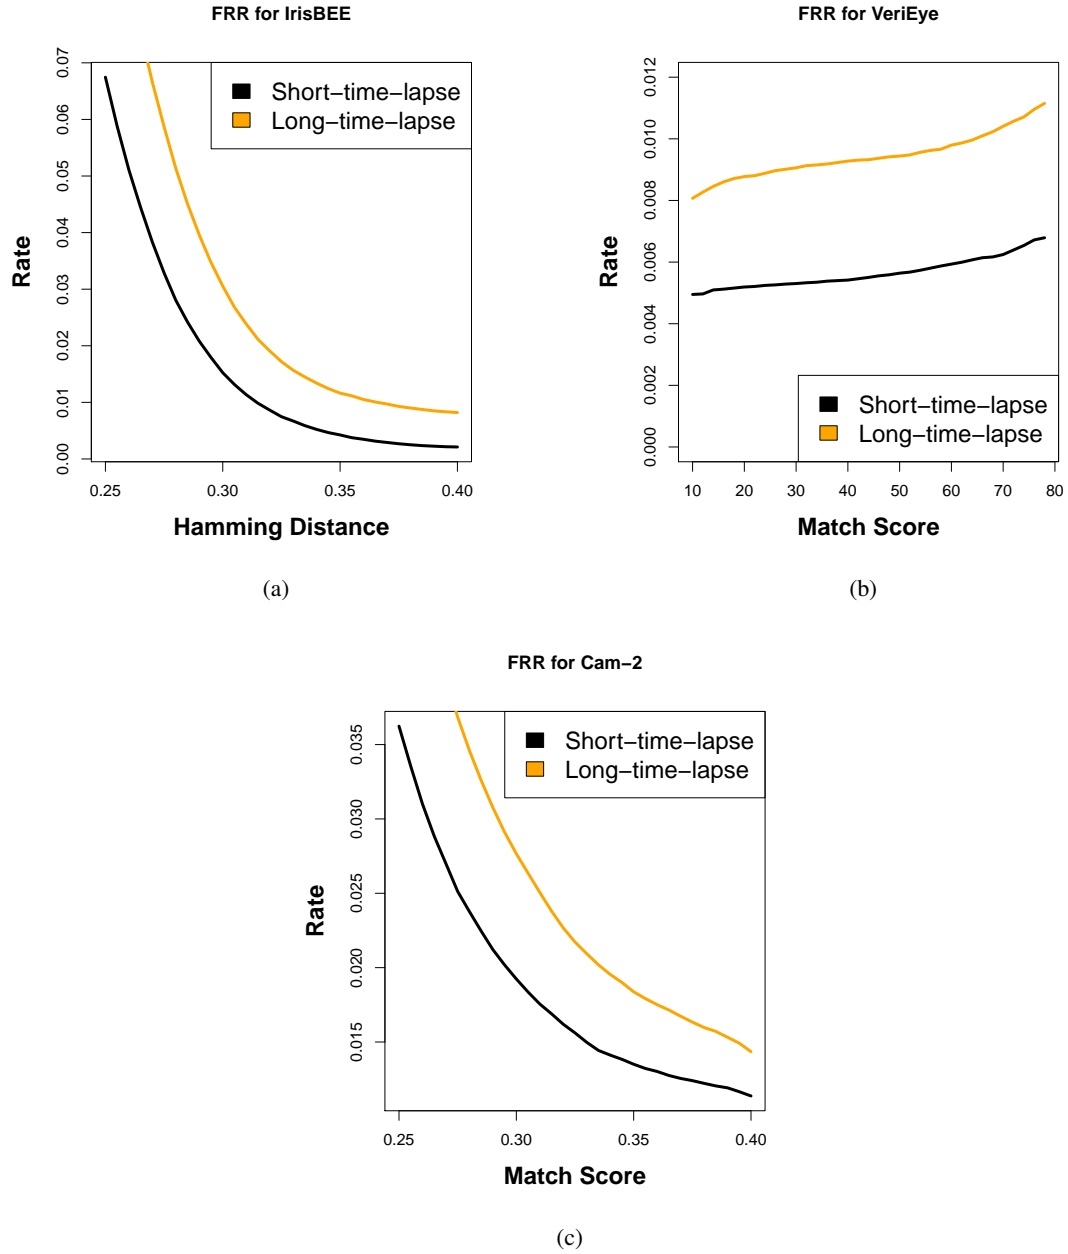 FRR for IrisBEE
Short−time−lapse
Long−time−lapse
0.00 0.01 0.02 0.03 0.04 0.05 0.06 0.07
Rate
0.25 0.30 0.35 0.40
Hamming Distance
(a)
FRR for VeriEye
0.000 0.002 0.004 0.006 0.008 0.010 0.012
Rate
Short−time−lapse
Long−time−lapse
10 20 30 40 50 60 70 80
Match Score
(b)
FRR for Cam−2
Short−time−lapse
Long−time−lapse
0.015 0.020 0.025 0.030 0.035
Rate
0.25 0.30 0.35 0.40
Match Score
(c)